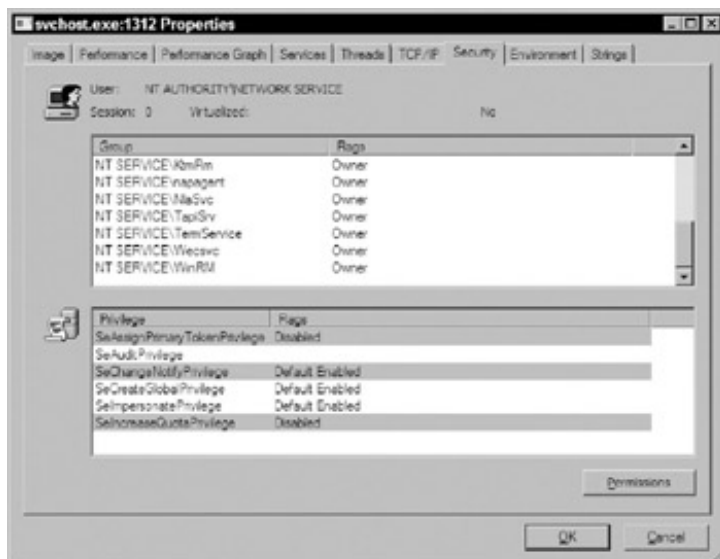 svchost.exe:1312 Properties
Image Performance Performance Graph Services Threads TCP/IP Security Environment Strings
User: NT AUTHORITY\NETWORK SERVICE
Session: 0 Virtualized: No
Group Flags
NT SERVICE\KtmRm Owner
NT SERVICE\napagent Owner
NT SERVICE\NlaSvc Owner
NT SERVICE\TapiSrv Owner
NT SERVICE\TermService Owner
NT SERVICE\Wecsvc Owner
NT SERVICE\WinRM Owner
Privilege Flags
SeAssignPrimaryTokenPrivilege Disabled
SeAuditPrivilege
SeChangeNotifyPrivilege Default Enabled
SeCreateGlobalPrivilege Default Enabled
SeImpersonatePrivilege Default Enabled
SeIncreaseQuotaPrivilege Disabled
Permissions
OK Cancel